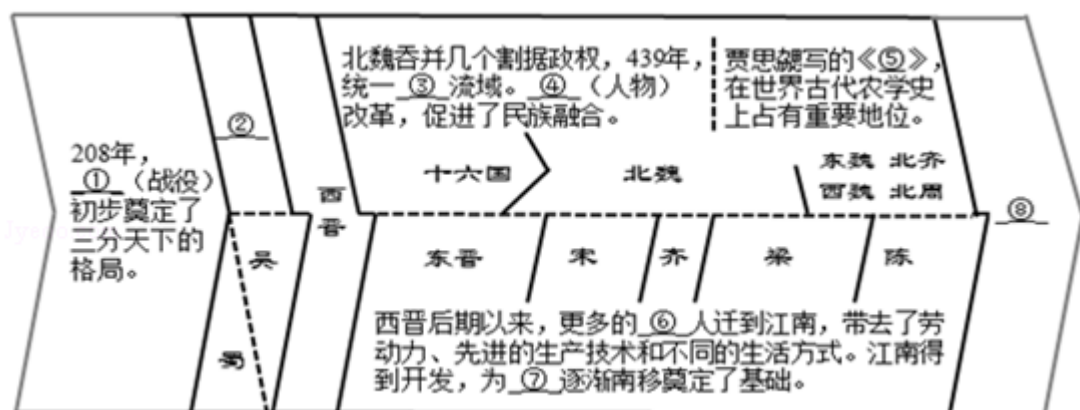 208年，
①（战役）
初步奠定了
三分天下的
格局。
②
吴
蜀
西
晋
北魏吞并几个割据政权，439年，
统一 ③ 流域。 ④ （人物）
改革，促进了民族融合。
贾思勰写的《⑤》，
在世界古代农学史
上占有重要地位。
十六国
北魏
东魏 北齐
西魏 北周
东晋
宋
齐
梁
陈
西晋后期以来，更多的 ⑥ 人迁到江南，带去了劳
动力、先进的生产技术和不同的生活方式。江南得
到开发，为 ⑦ 逐渐南移奠定了基础。
⑧